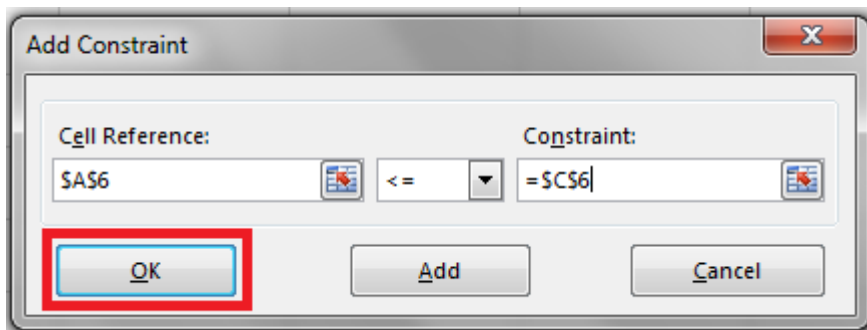 Add Constraint
Cell Reference: Constraint:
$A$6 <= =$C$6
OK Add Cancel